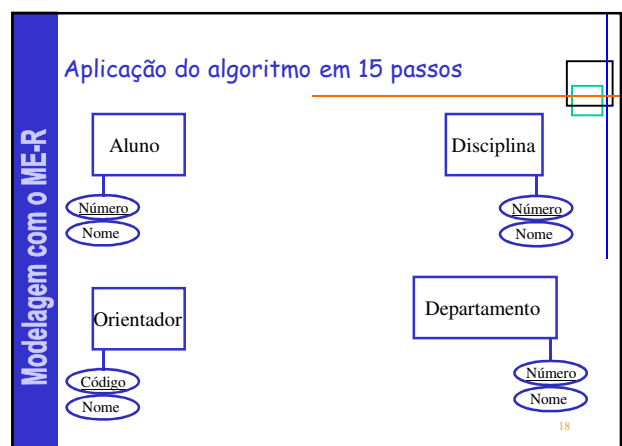 Aplicação do algoritmo em 15 passos
Modelagem com o ME-R
Aluno
Número
Nome
Disciplina
Número
Nome
Orientador
Código
Nome
Departamento
Número
Nome
18